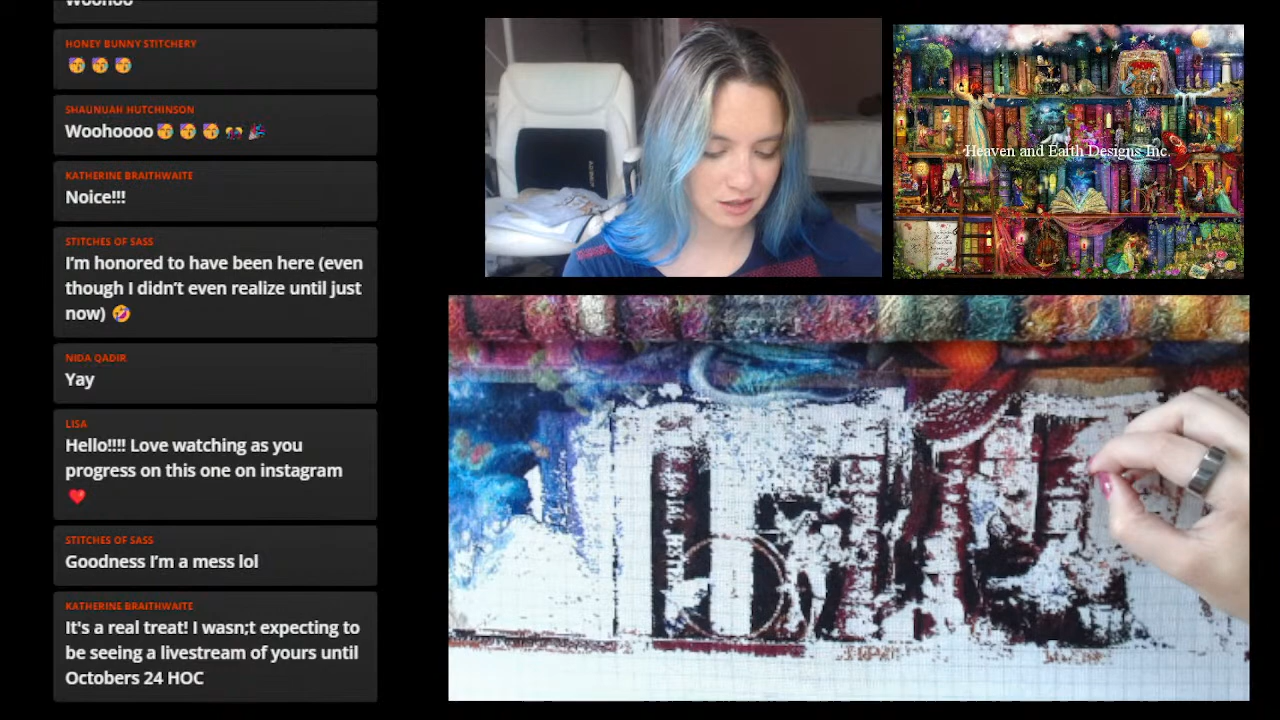 Woohoo
HONEY BUNNY STITCHERY
🥳 🥳 🥳
SHAUNUAH HUTCHINSON
Woohoooo🥳 🥳 🥳 👯 🎉
KATHERINE BRAITHWAITE
Noice!!!
STITCHES OF SASS
I'm honored to have been here (even
though I didn't even realize until just
now) 🤣
NIDA QADIR
Yay
LISA
Hello!!!! Love watching as you
progress on this one on instagram
❤️
STITCHES OF SASS
Goodness I'm a mess lol
KATHERINE BRAITHWAITE
It's a real treat! I wasn;t expecting to
be seeing a livestream of yours until
Octobers 24 HOC
Heaven and Earth Designs Inc.